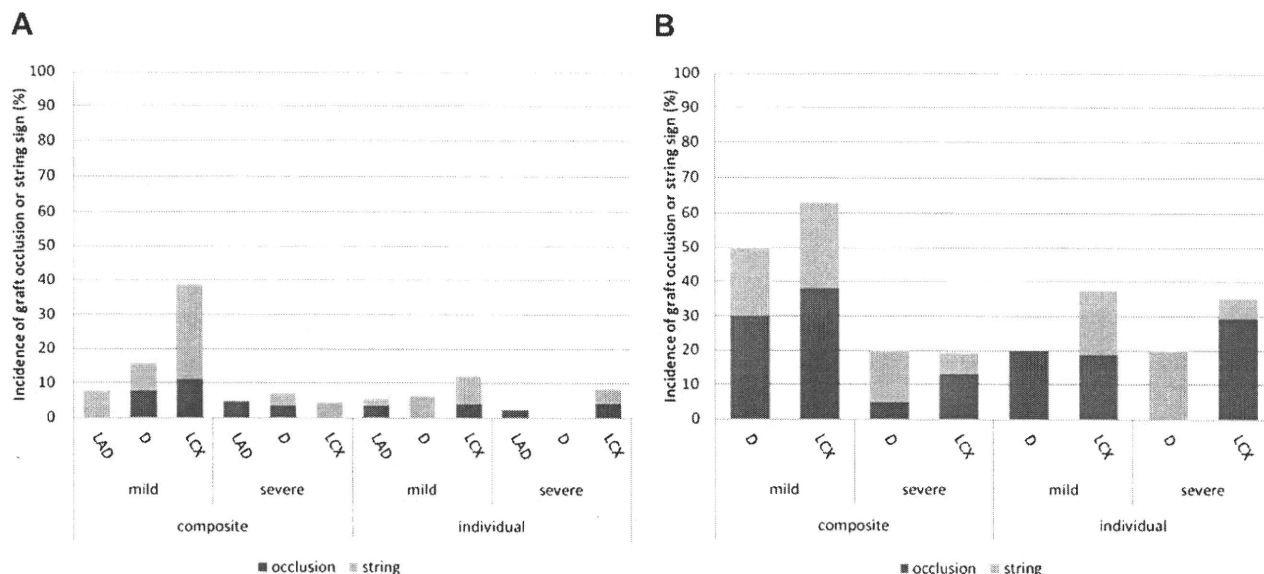 A
Incidence of graft occlusion or string sign (%)
100
90
80
70
60
50
40
30
20
10
0
LAD D LCX LAD D LCX LAD D LCX LAD D LCX
mild severe mild severe
composite individual
occlusion string
B
Incidence of graft occlusion or string sign (%)
100
90
80
70
60
50
40
30
20
10
0
D LCX D LCX D LCX D LCX
mild severe mild severe
composite individual
occlusion string